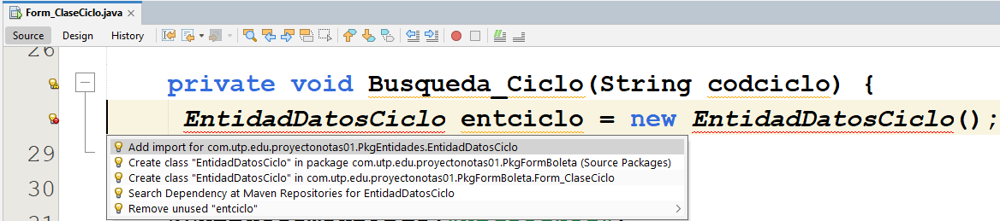 Form_ClaseCiclo.java
Source Design History
26
private void Busqueda_Ciclo(String codciclo) {
EntidadDatosCiclo entciclo = new EntidadDatosCiclo();
Add import for com.utp.edu.proyectonotas01.PkgEntidades.EntidadDatosCiclo
29 Create class "EntidadDatosCiclo" in package com.utp.edu.proyectonotas01.PkgFormBoleta (Source Packages)
Create class "EntidadDatosCiclo" in com.utp.edu.proyectonotas01.PkgFormBoleta.Form_ClaseCiclo
30 Search Dependency at Maven Repositories for EntidadDatosCiclo
Remove unused "entciclo"